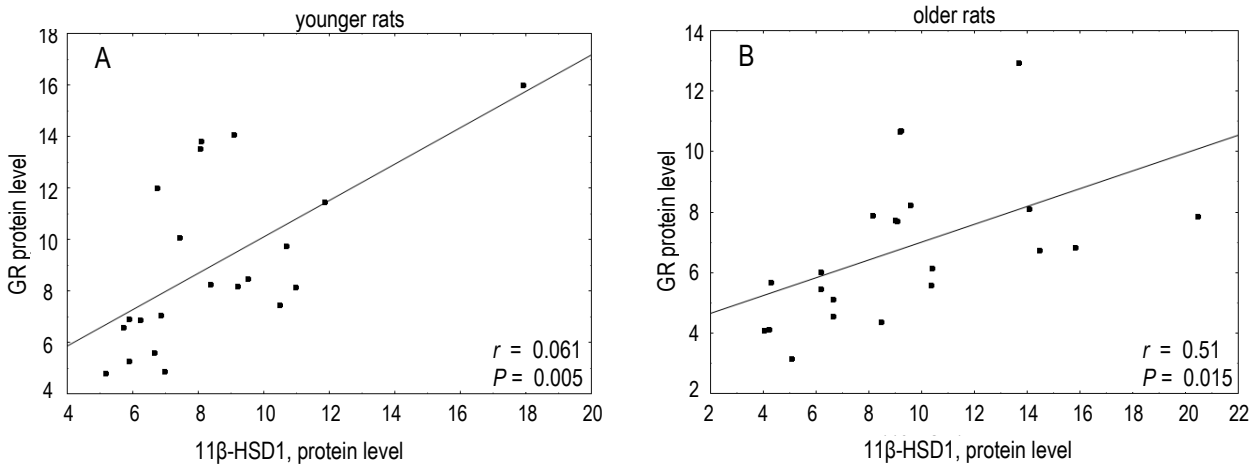 younger rats
A
18
16
14
12
10
8
6
4
GR protein level
r = 0.061
P = 0.005
4 6 8 10 12 14 16 18 20
11β-HSD1, protein level
older rats
B
14
12
10
8
6
4
2
GR protein level
r = 0.51
P = 0.015
2 4 6 8 10 12 14 16 18 20 22
11β-HSD1, protein level